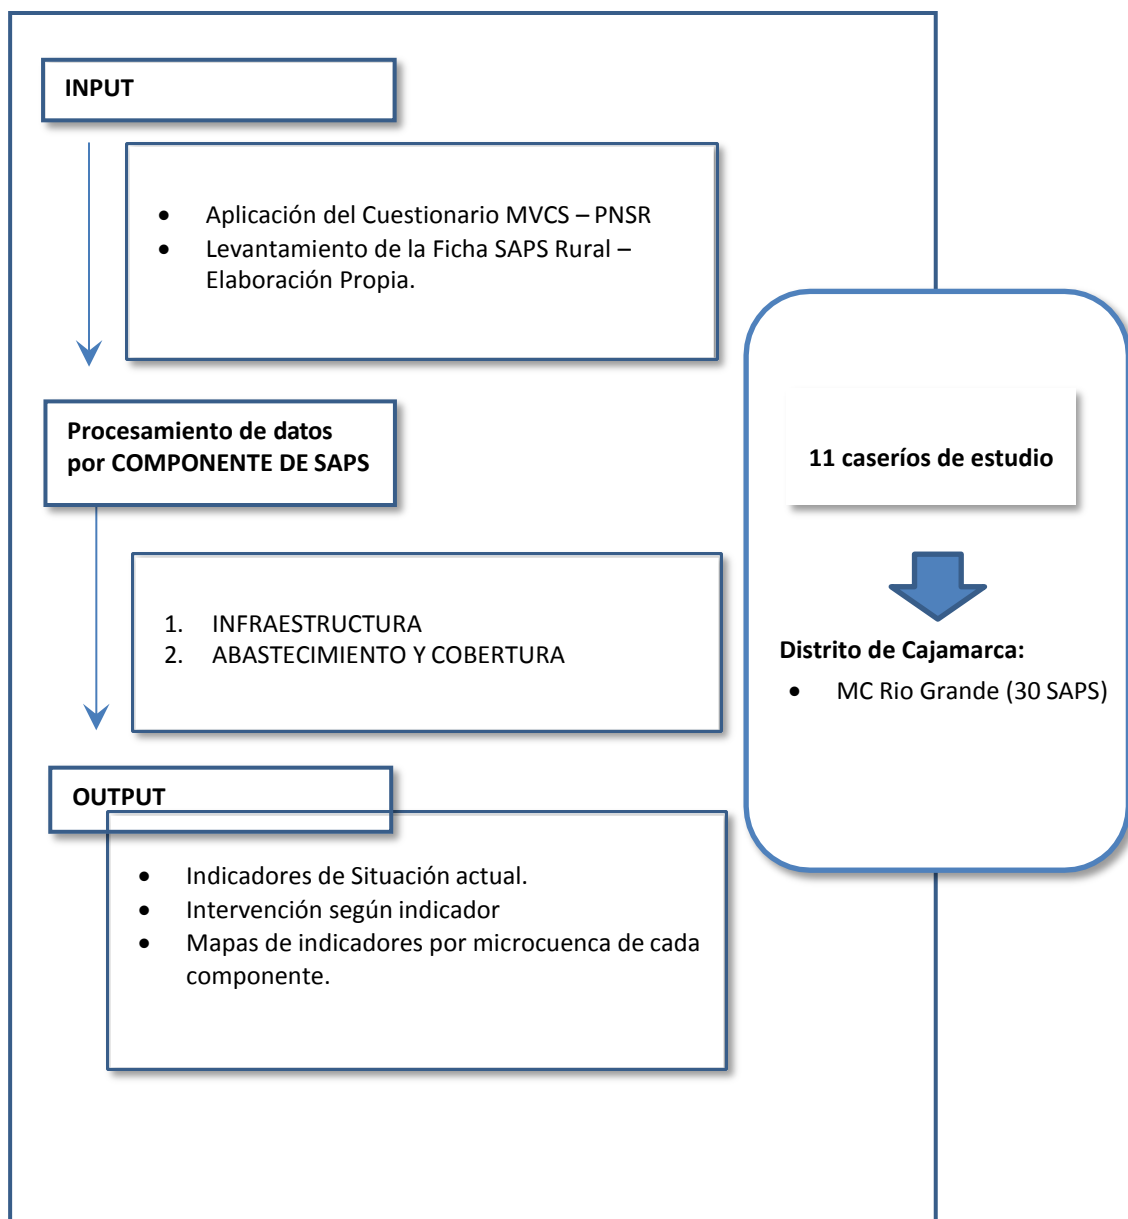 INPUT
• Aplicación del Cuestionario MVCS – PNSR
• Levantamiento de la Ficha SAPS Rural –
Elaboración Propia.
Procesamiento de datos
por COMPONENTE DE SAPS
1. INFRAESTRUCTURA
2. ABASTECIMIENTO Y COBERTURA
OUTPUT
• Indicadores de Situación actual.
• Intervención según indicador
• Mapas de indicadores por microcuenca de cada
componente.
11 caseríos de estudio
Distrito de Cajamarca:
• MC Rio Grande (30 SAPS)